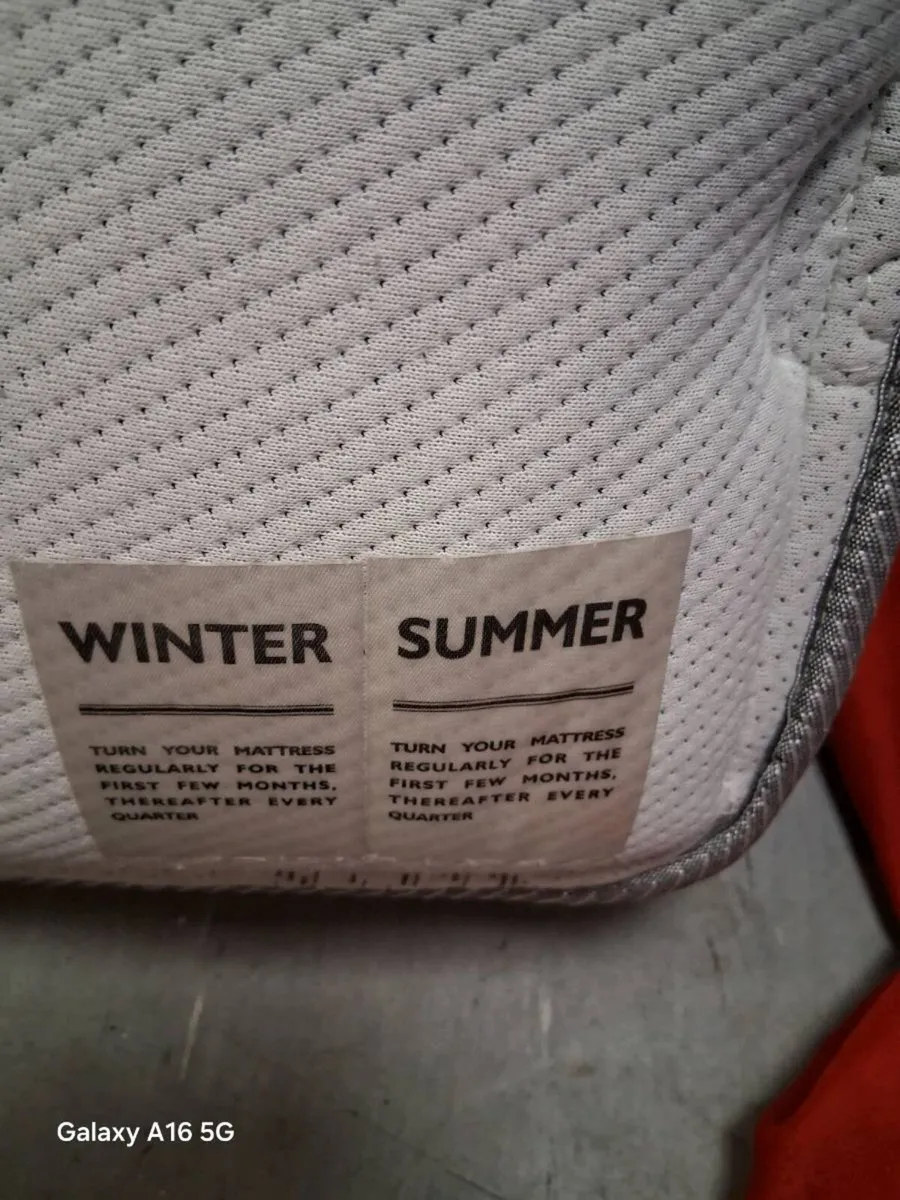 WINTER
TURN YOUR MATTRESS
REGULARLY FOR THE
FIRST FEW MONTHS,
THEREAFTER EVERY
QUARTER
SUMMER
TURN YOUR MATTRESS
REGULARLY FOR THE
FIRST FEW MONTHS,
THEREAFTER EVERY
QUARTER
Galaxy A16 5G